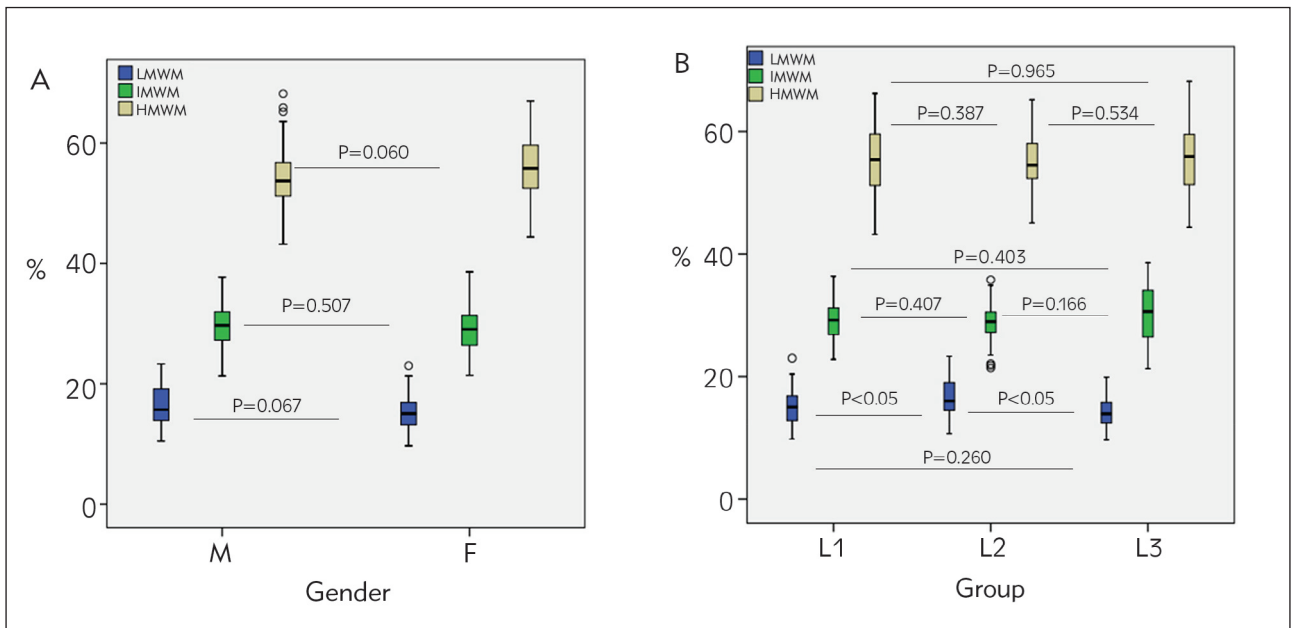 A
LMWM
IMWM
HMWM
60
40
20
0
%
P=0.060
P=0.507
P=0.067
M
F
Gender
B
LMWM
IMWM
HMWM
60
40
20
0
%
P=0.965
P=0.387
P=0.534
P=0.403
P=0.407
P=0.166
P<0.05
P<0.05
P=0.260
L1
L2
L3
Group